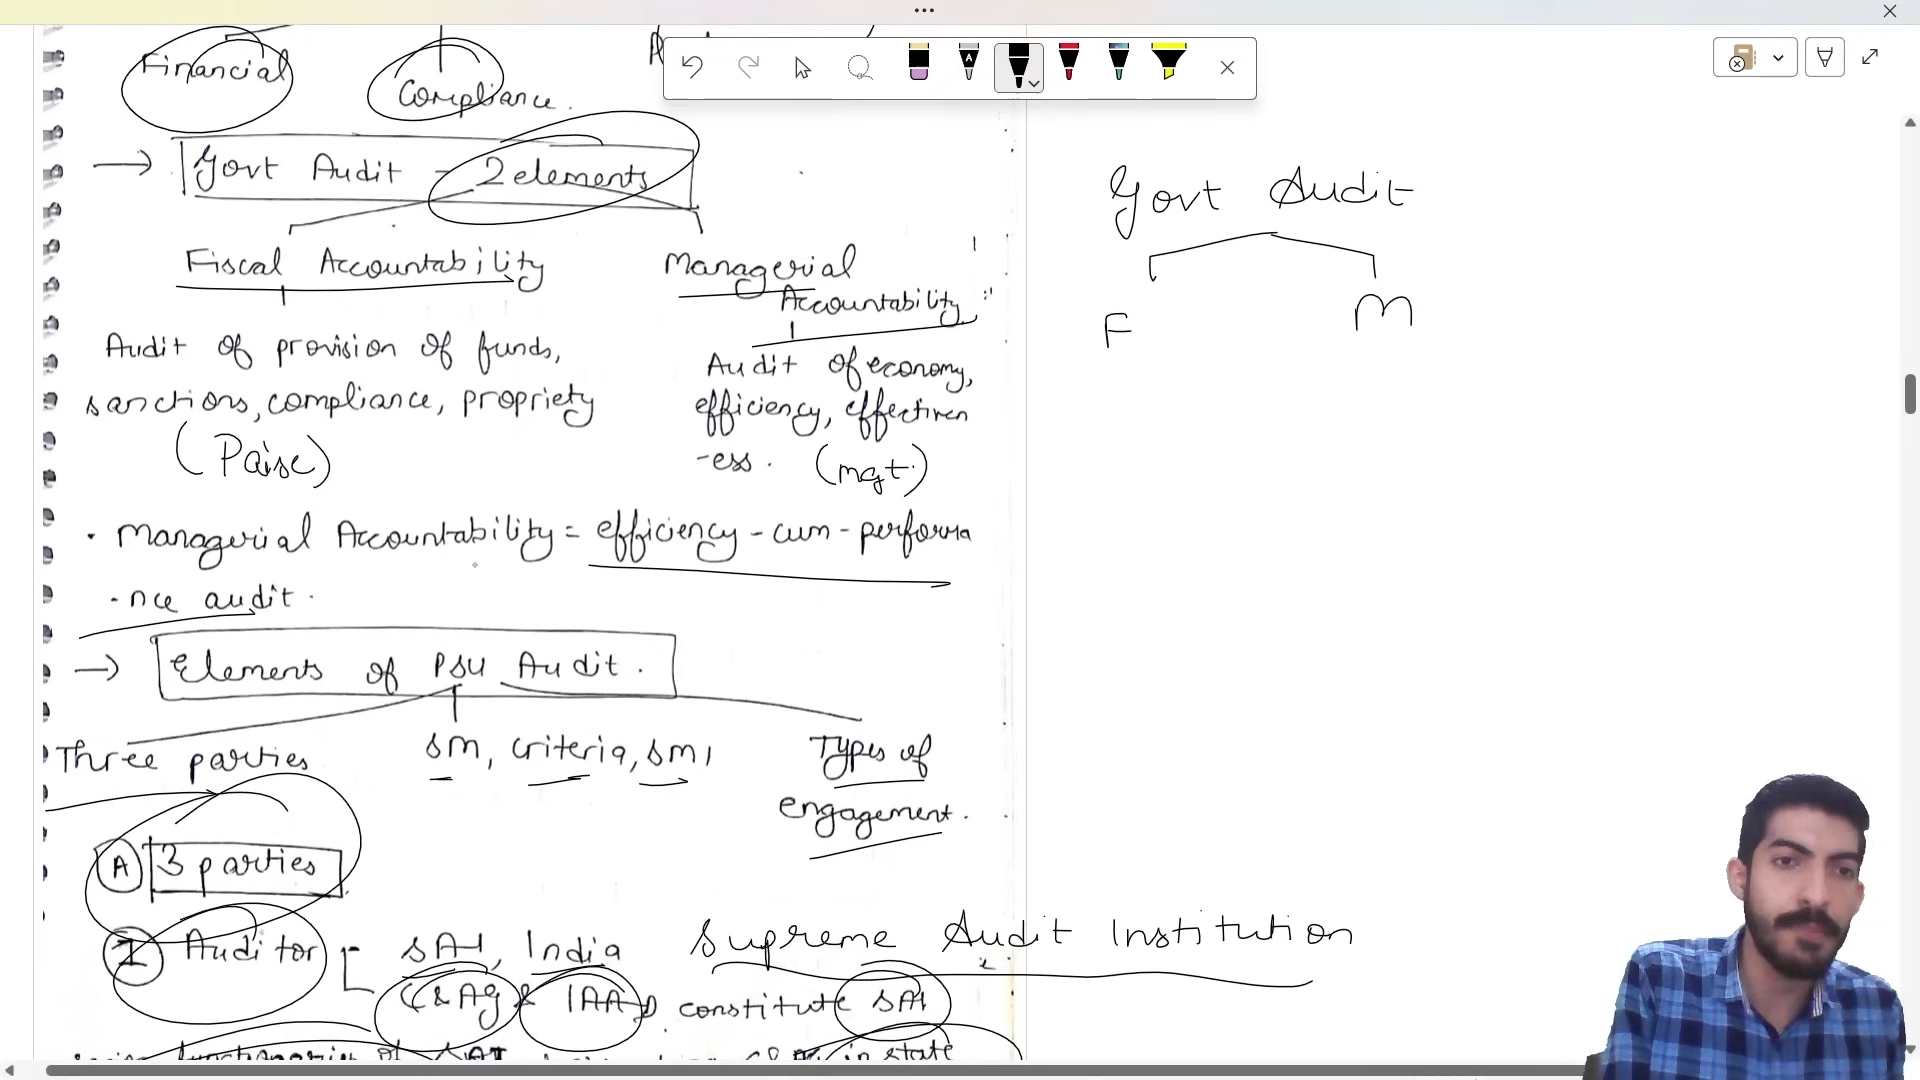 Financial
Compliance.
Govt Audit - 2 elements
Fiscal Accountability
Managerial
Accountability
Audit of provision of funds,
sanctions, compliance, propriety
(Paise)
Audit of economy,
efficiency, effectiven
-ess.
(mgt.)
· Managerial Accountability = efficiency-cum-performa
-nce audit.
Elements of PSU Audit.
Three parties
SM, criteria, SMI
Types of
engagement.
A 3 parties
I Auditor
SAI, India
C&AG & IAAD constitute SAI
Supreme Audit Institution
in state
Govt Audit
F
M